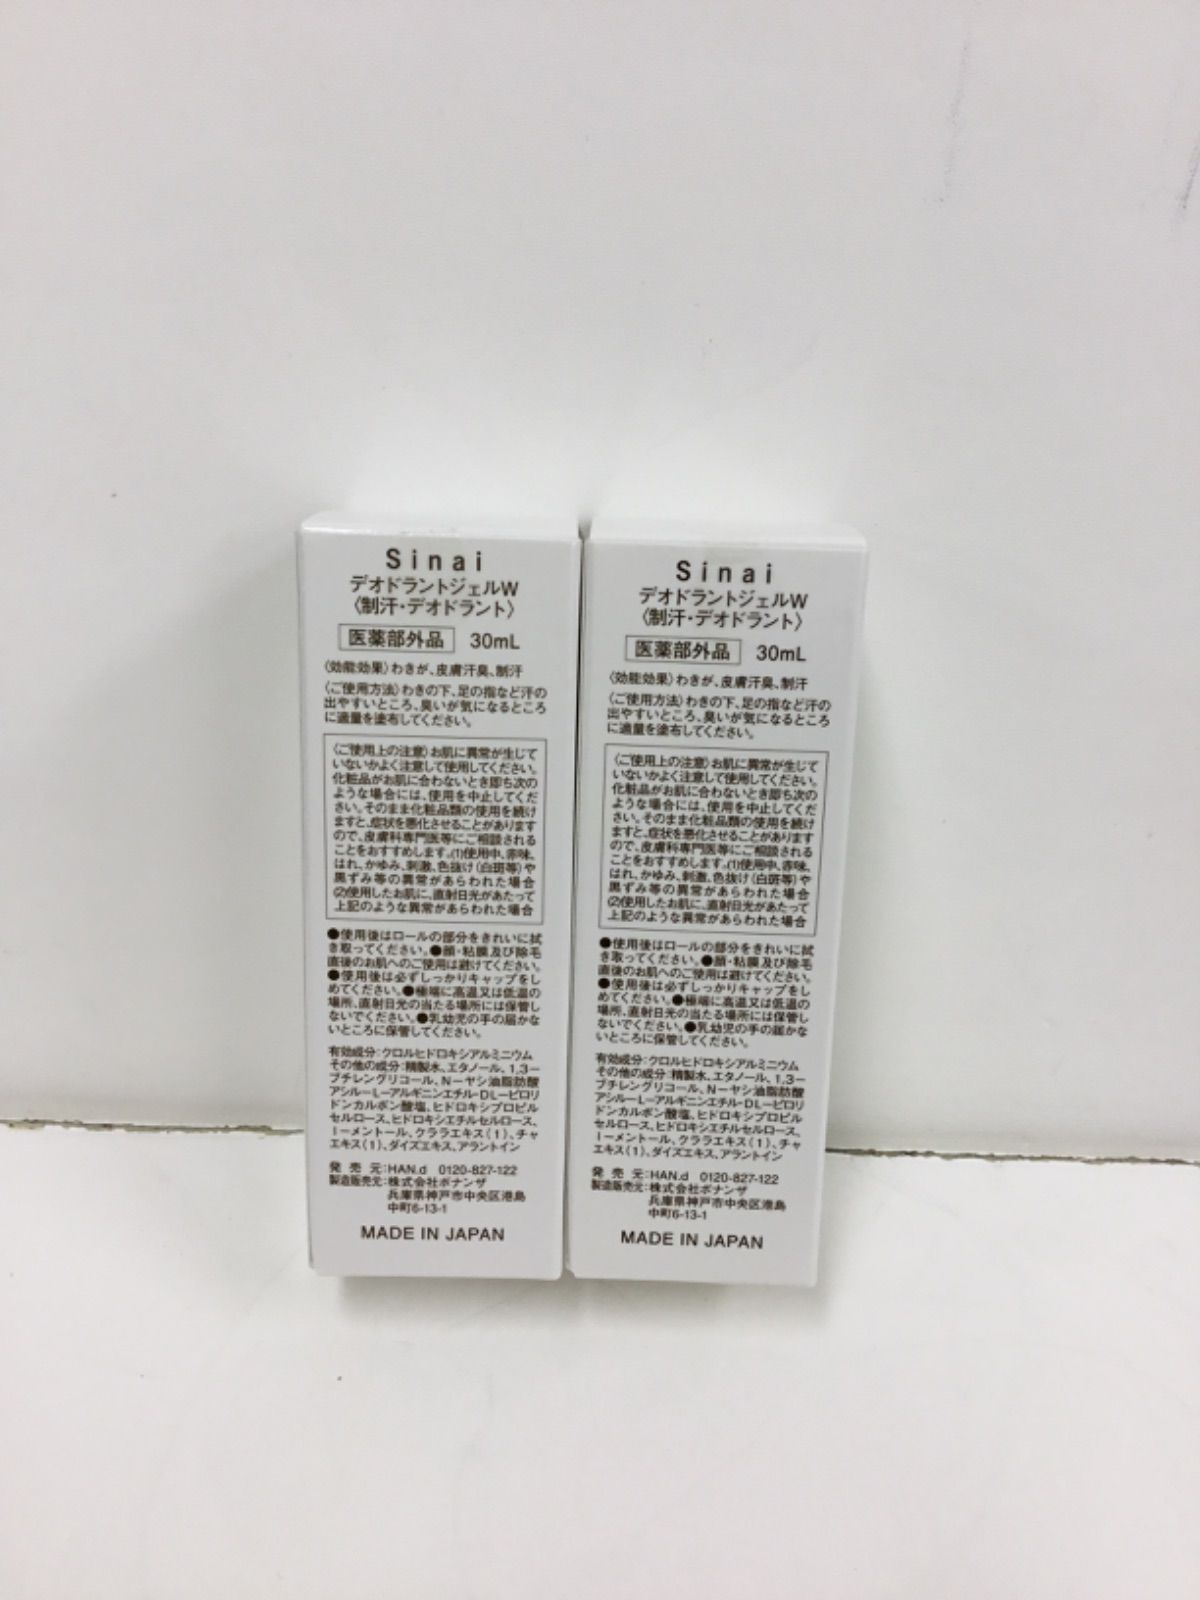 Sinai
デオドラントジェルW
〈制汗・デオドラント〉
医薬部外品 30mL
〈効能効果〉わきが、皮膚汗臭、制汗
〈ご使用方法〉わきの下、足の指など汗の
出やすいところ、臭いが気になるところ
に適量を塗布してください。
〈ご使用上の注意〉お肌に異常が生じて
いないかよく注意して使用してください。
化粧品がお肌に合わないとき即ち次の
ような場合には、使用を中止してくだ
さい。そのまま化粧品類の使用を続け
ますと、症状を悪化させることがあります
ので、皮膚科専門医等にご相談される
ことをおすすめします。(1)使用中、赤味、
はれ、かゆみ、刺激、色抜け(白斑等)や
黒ずみ等の異常があらわれた場合
(2)使用したお肌に、直射日光があたって
上記のような異常があらわれた場合
●使用後はロールの部分をきれいに拭
き取ってください。●顔・粘膜及び除毛
直後のお肌へのご使用は避けてください。
●使用後は必ずしっかりキャップをし
めてください。●極端に高温又は低温の
場所、直射日光の当たる場所には保管し
ないでください。●乳幼児の手の届かな
いところに保管してください。
有効成分:クロルヒドロキシアルミニウム
その他の成分:精製水、エタノール、1,3-
ブチレングリコール、N-ヤシ油脂肪酸
アシル-L-アルギニンエチル-DL-ピロリ
ドンカルボン酸塩、ヒドロキシプロピル
セルロース、ヒドロキシエチルセルロース、
l-メントール、クララエキス(1)、チャ
エキス(1)、ダイズエキス、アラントイン
発売元:HAN.d 0120-827-122
製造販売元:株式会社ボナンザ
兵庫県神戸市中央区港島
中町6-13-1
MADE IN JAPAN
Sinai
デオドラントジェルW
〈制汗・デオドラント〉
医薬部外品 30mL
〈効能効果〉わきが、皮膚汗臭、制汗
〈ご使用方法〉わきの下、足の指など汗の
出やすいところ、臭いが気になるところ
に適量を塗布してください。
〈ご使用上の注意〉お肌に異常が生じて
いないかよく注意して使用してください。
化粧品がお肌に合わないとき即ち次の
ような場合には、使用を中止してくだ
さい。そのまま化粧品類の使用を続け
ますと、症状を悪化させることがあります
ので、皮膚科専門医等にご相談される
ことをおすすめします。(1)使用中、赤味、
はれ、かゆみ、刺激、色抜け(白斑等)や
黒ずみ等の異常があらわれた場合
(2)使用したお肌に、直射日光があたって
上記のような異常があらわれた場合
●使用後はロールの部分をきれいに拭
き取ってください。●顔・粘膜及び除毛
直後のお肌へのご使用は避けてください。
●使用後は必ずしっかりキャップをし
めてください。●極端に高温又は低温の
場所、直射日光の当たる場所には保管し
ないでください。●乳幼児の手の届かな
いところに保管してください。
有効成分:クロルヒドロキシアルミニウム
その他の成分:精製水、エタノール、1,3-
ブチレングリコール、N-ヤシ油脂肪酸
アシル-L-アルギニンエチル-DL-ピロリ
ドンカルボン酸塩、ヒドロキシプロピル
セルロース、ヒドロキシエチルセルロース、
l-メントール、クララエキス(1)、チャ
エキス(1)、ダイズエキス、アラントイン
発売元:HAN.d 0120-827-122
製造販売元:株式会社ボナンザ
兵庫県神戸市中央区港島
中町6-13-1
MADE IN JAPAN